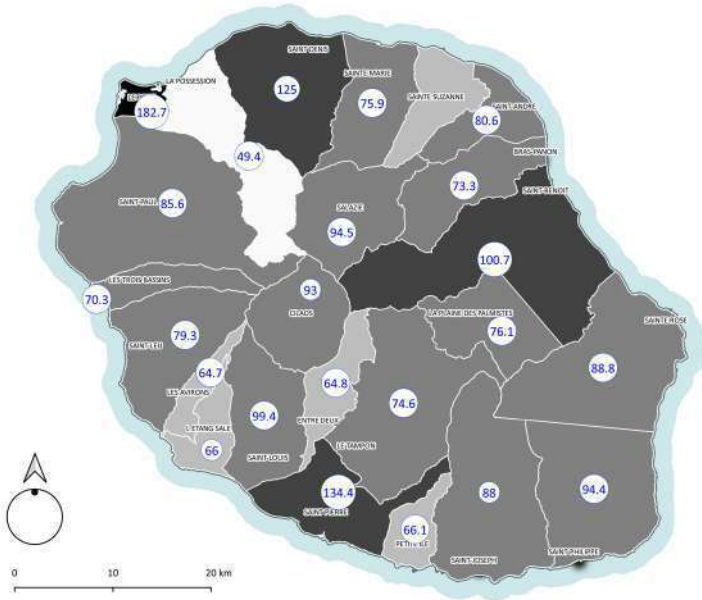 SAINT-DENIS
LA POSSESSION
SAINTE MARIE
125
75.9
SAINTE SUZANNE
182.7
SAINT-ANDRE
80.6
49.4
BRAS-PANON
73.3
SAINT-BENOIT
SAINT-PAUL
85.6
SALAZIE
94.5
100.7
LES TROIS BASSINS
70.3
93
CILAOS
LA PLAINE DES PALMISTES
76.1
SAINTE-ROSE
79.3
SAINT-LEU
64.7
LES AVIRONS
64.8
88.8
99.4
74.6
ENTRE DEUX
L'ETANG SALE
66
LE TAMPON
SAINT-LOUIS
134.4
SAINT-PIERRE
88
94.4
66.1
SAINT-PHILIPPE
SAINT-JOSEPH
0 10 20 km